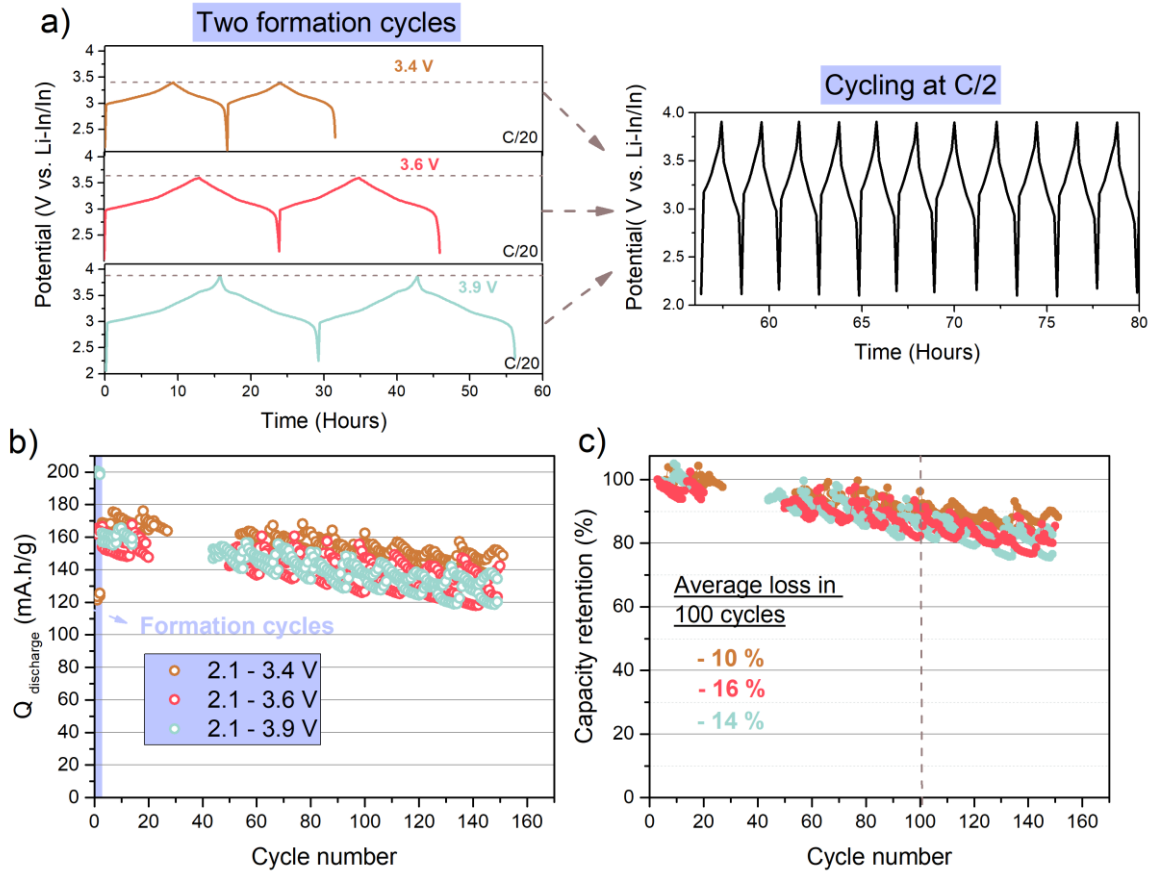 a)
Two formation cycles
4
3.5
3
2.5
3.4 V
C/20
4
3.5
3
2.5
3.6 V
C/20
4
3.5
3
2.5
2
3.9 V
C/20
0
10
20
30
40
50
60
Potential (V vs. Li-In/In)
Time (Hours)
Cycling at C/2
4.0
3.5
3.0
2.5
2.0
60
65
70
75
80
Potential( V vs. Li-In/In)
Time (Hours)
b)
200
180
160
140
120
100
80
60
40
20
0
Q discharge (mA.h/g)
Formation cycles
2.1 - 3.4 V
2.1 - 3.6 V
2.1 - 3.9 V
0
20
40
60
80
100
120
140
160
Cycle number
c)
100
80
60
40
20
0
Capacity retention (%)
Average loss in
100 cycles
- 10 %
- 16 %
- 14 %
0
20
40
60
80
100
120
140
160
Cycle number